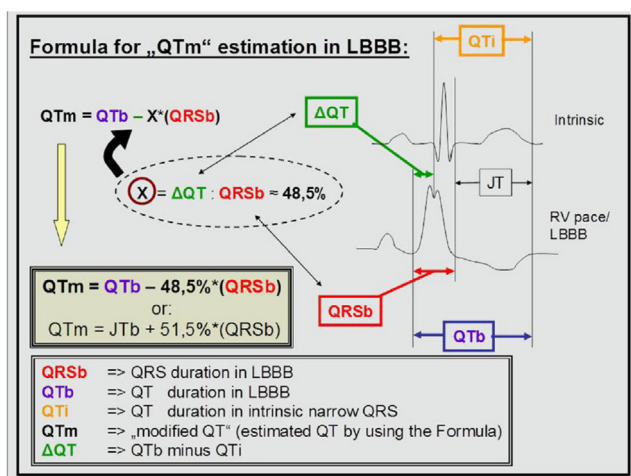 Formula for „QTm“ estimation in LBBB:
QTi
QTm = QTb – X*(QRSb)
ΔQT
Intrinsic
X = ΔQT : QRSb ≈ 48,5%
JT
RV pace/
LBBB
QTm = QTb – 48,5%*(QRSb)
or:
QTm = JTb + 51,5%*(QRSb)
QRSb
QTb
QRSb => QRS duration in LBBB
QTb => QT duration in LBBB
QTi => QT duration in intrinsic narrow QRS
QTm => „modified QT“ (estimated QT by using the Formula)
ΔQT => QTb minus QTi